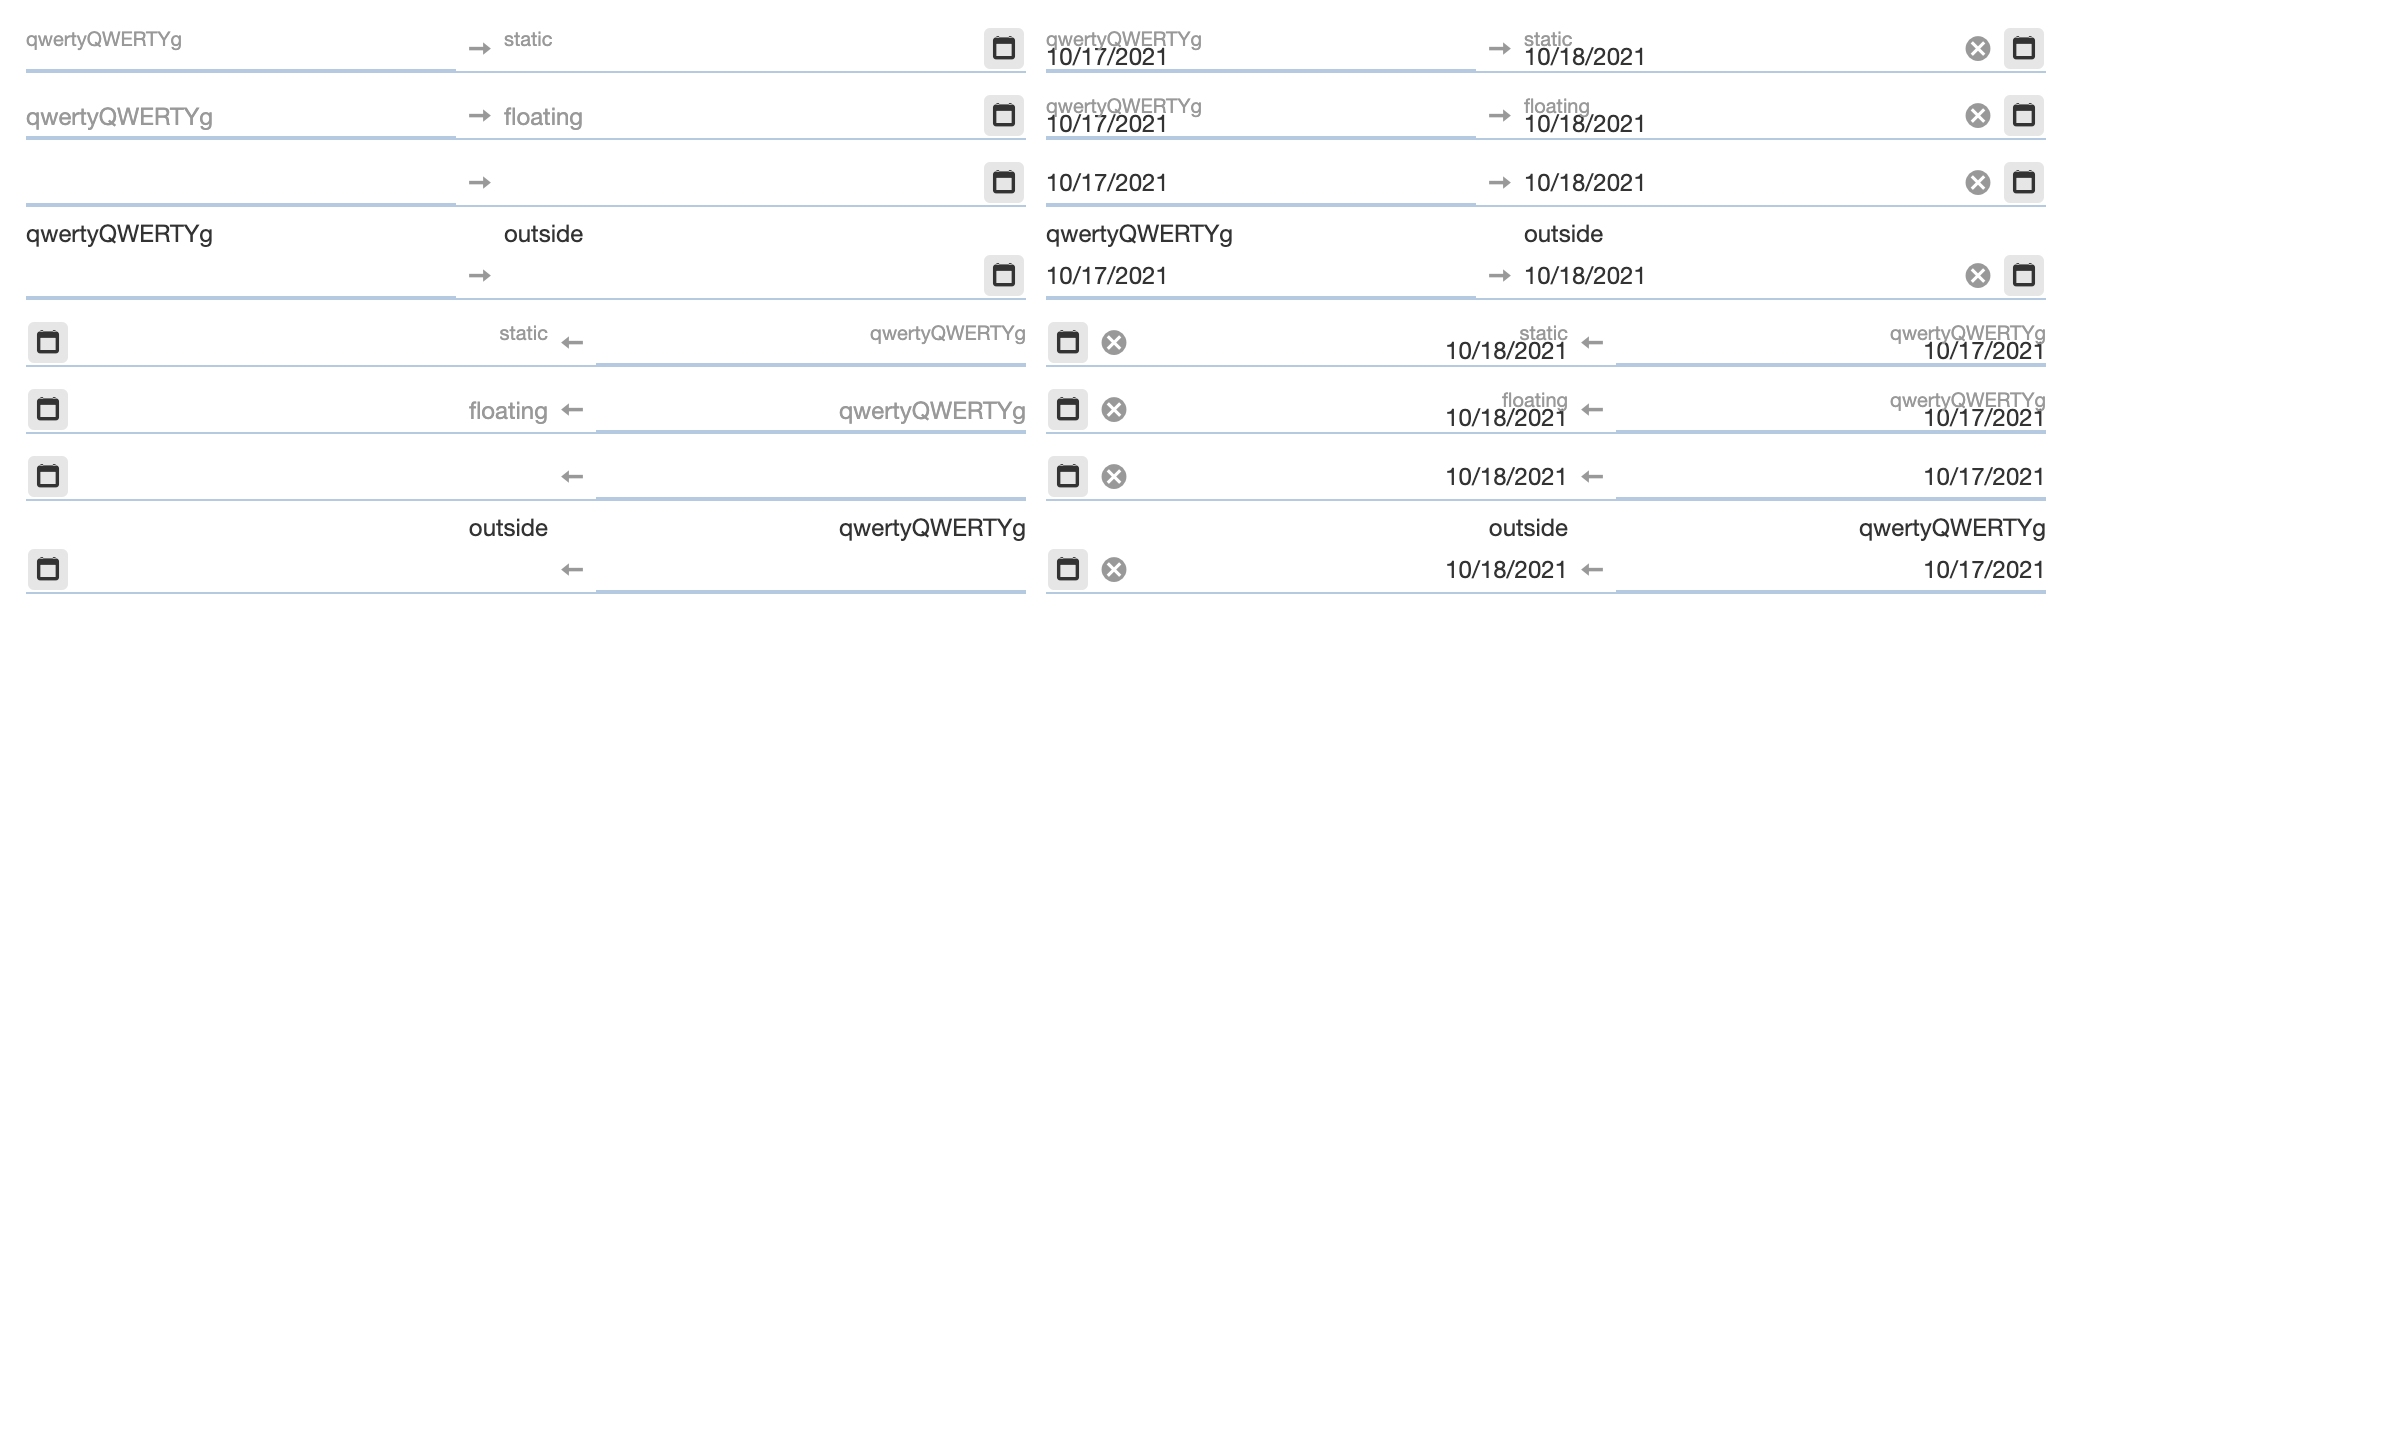 qwertyQWERTYg → static qwertyQWERTYg → static
10/17/2021 10/18/2021
qwertyQWERTYg → floating qwertyQWERTYg → floating
10/17/2021 10/18/2021
→ 10/17/2021 → 10/18/2021
qwertyQWERTYg outside qwertyQWERTYg outside
→ 10/17/2021 → 10/18/2021
static ← qwertyQWERTYg static ← qwertyQWERTYg
10/18/2021 10/17/2021
floating ← qwertyQWERTYg floating ← qwertyQWERTYg
10/18/2021 10/17/2021
← 10/18/2021 ← 10/17/2021
outside qwertyQWERTYg outside qwertyQWERTYg
← 10/18/2021 ← 10/17/2021